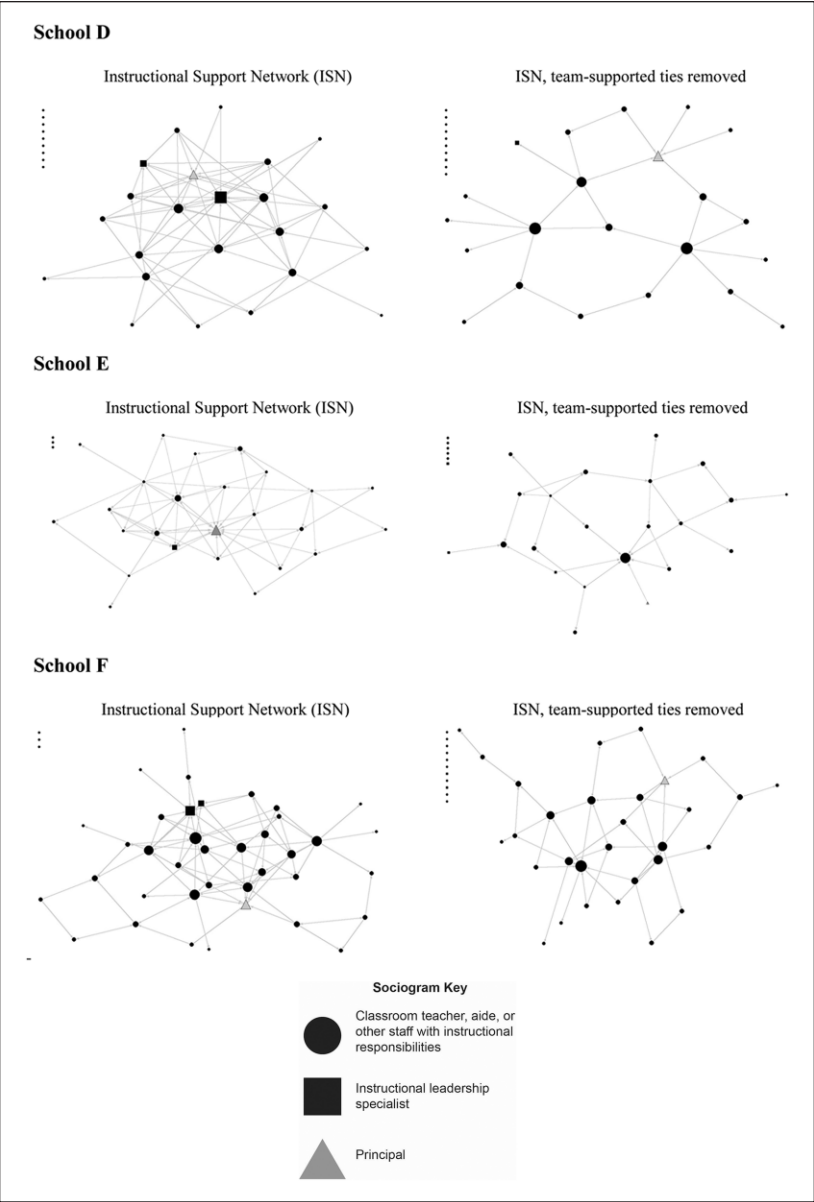 School D
Instructional Support Network (ISN)
ISN, team-supported ties removed
School E
Instructional Support Network (ISN)
ISN, team-supported ties removed
School F
Instructional Support Network (ISN)
ISN, team-supported ties removed
Sociogram Key
Classroom teacher, aide, or
other staff with instructional
responsibilities
Instructional leadership
specialist
Principal